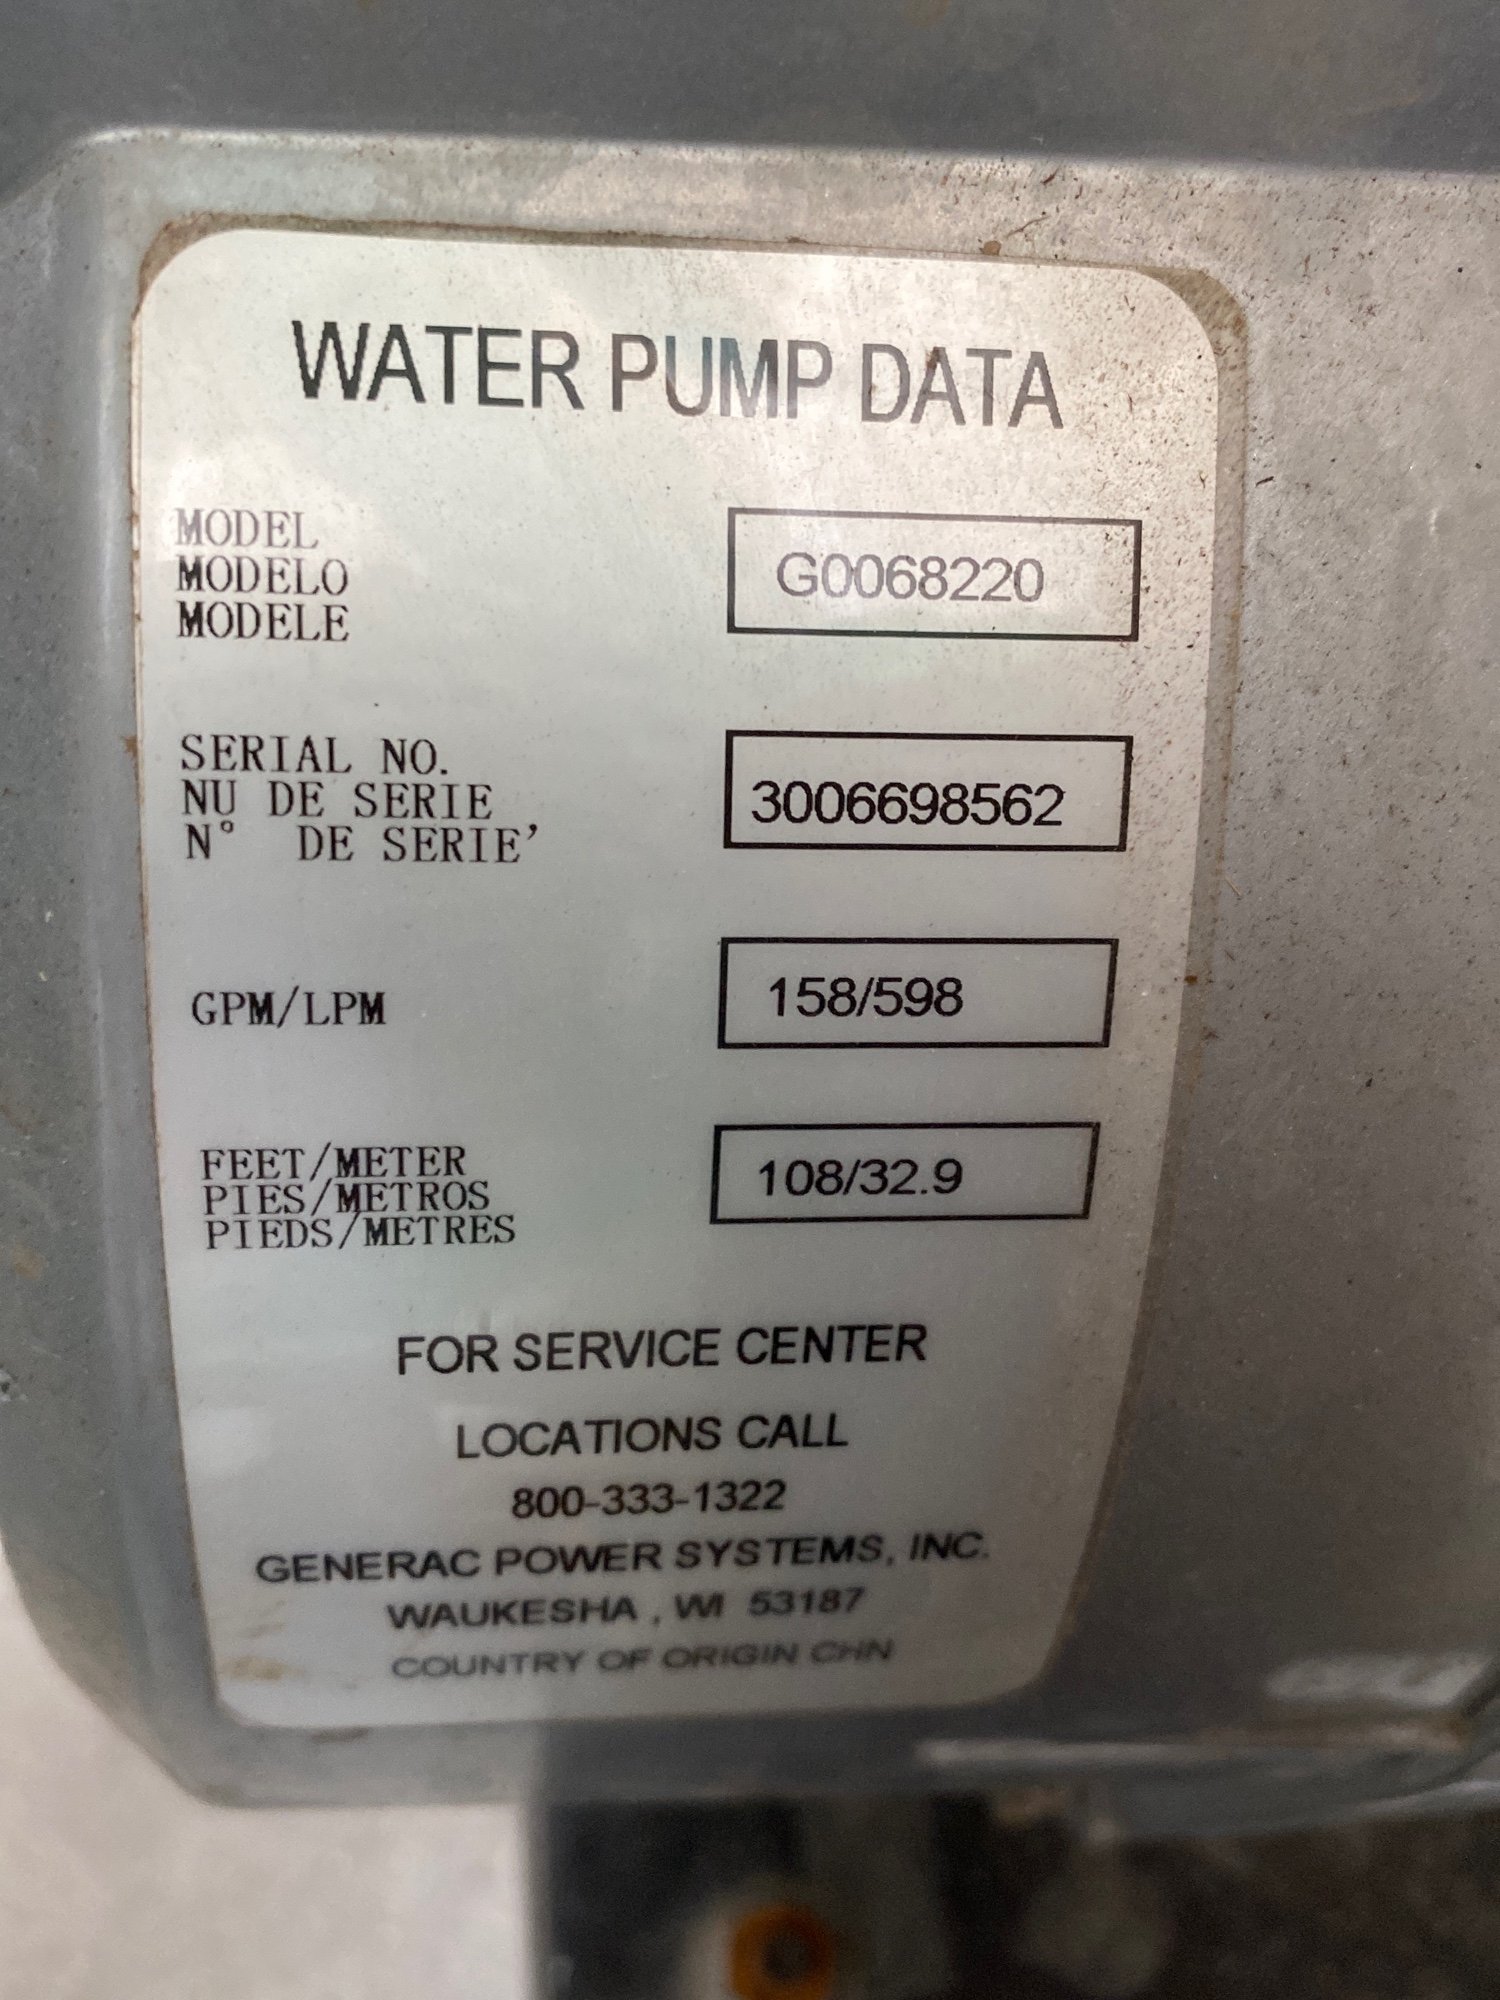 WATER PUMP DATA
MODEL
MODELO
MODELE
G0068220
SERIAL NO.
NU DE SERIE
N° DE SERIE'
3006698562
GPM/LPM
158/598
FEET/METER
PIES/METROS
PIEDS/METRES
108/32.9
FOR SERVICE CENTER
LOCATIONS CALL
800-333-1322
GENERAC POWER SYSTEMS, INC.
WAUKESHA , WI 53187
COUNTRY OF ORIGIN CHN